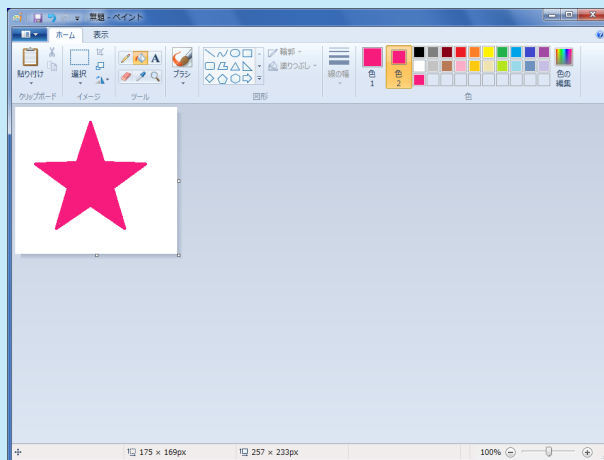 無題 - ペイント
ホーム 表示
貼り付け
選択
A
ブラシ
輪郭
塗りつぶし
線の幅
色
1
色
2
色の
編集
クリップボード イメージ ツール 図形 色
175 × 169px 257 × 233px 100%